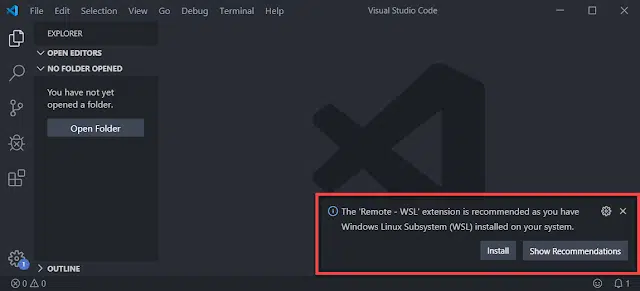 File Edit Selection View Go Debug Terminal Help Visual Studio Code
EXPLORER
OPEN EDITORS
NO FOLDER OPENED
You have not yet
opened a folder.
Open Folder
The 'Remote - WSL' extension is recommended as you have
Windows Linux Subsystem (WSL) installed on your system.
Install Show Recommendations
1
OUTLINE
0 0 1